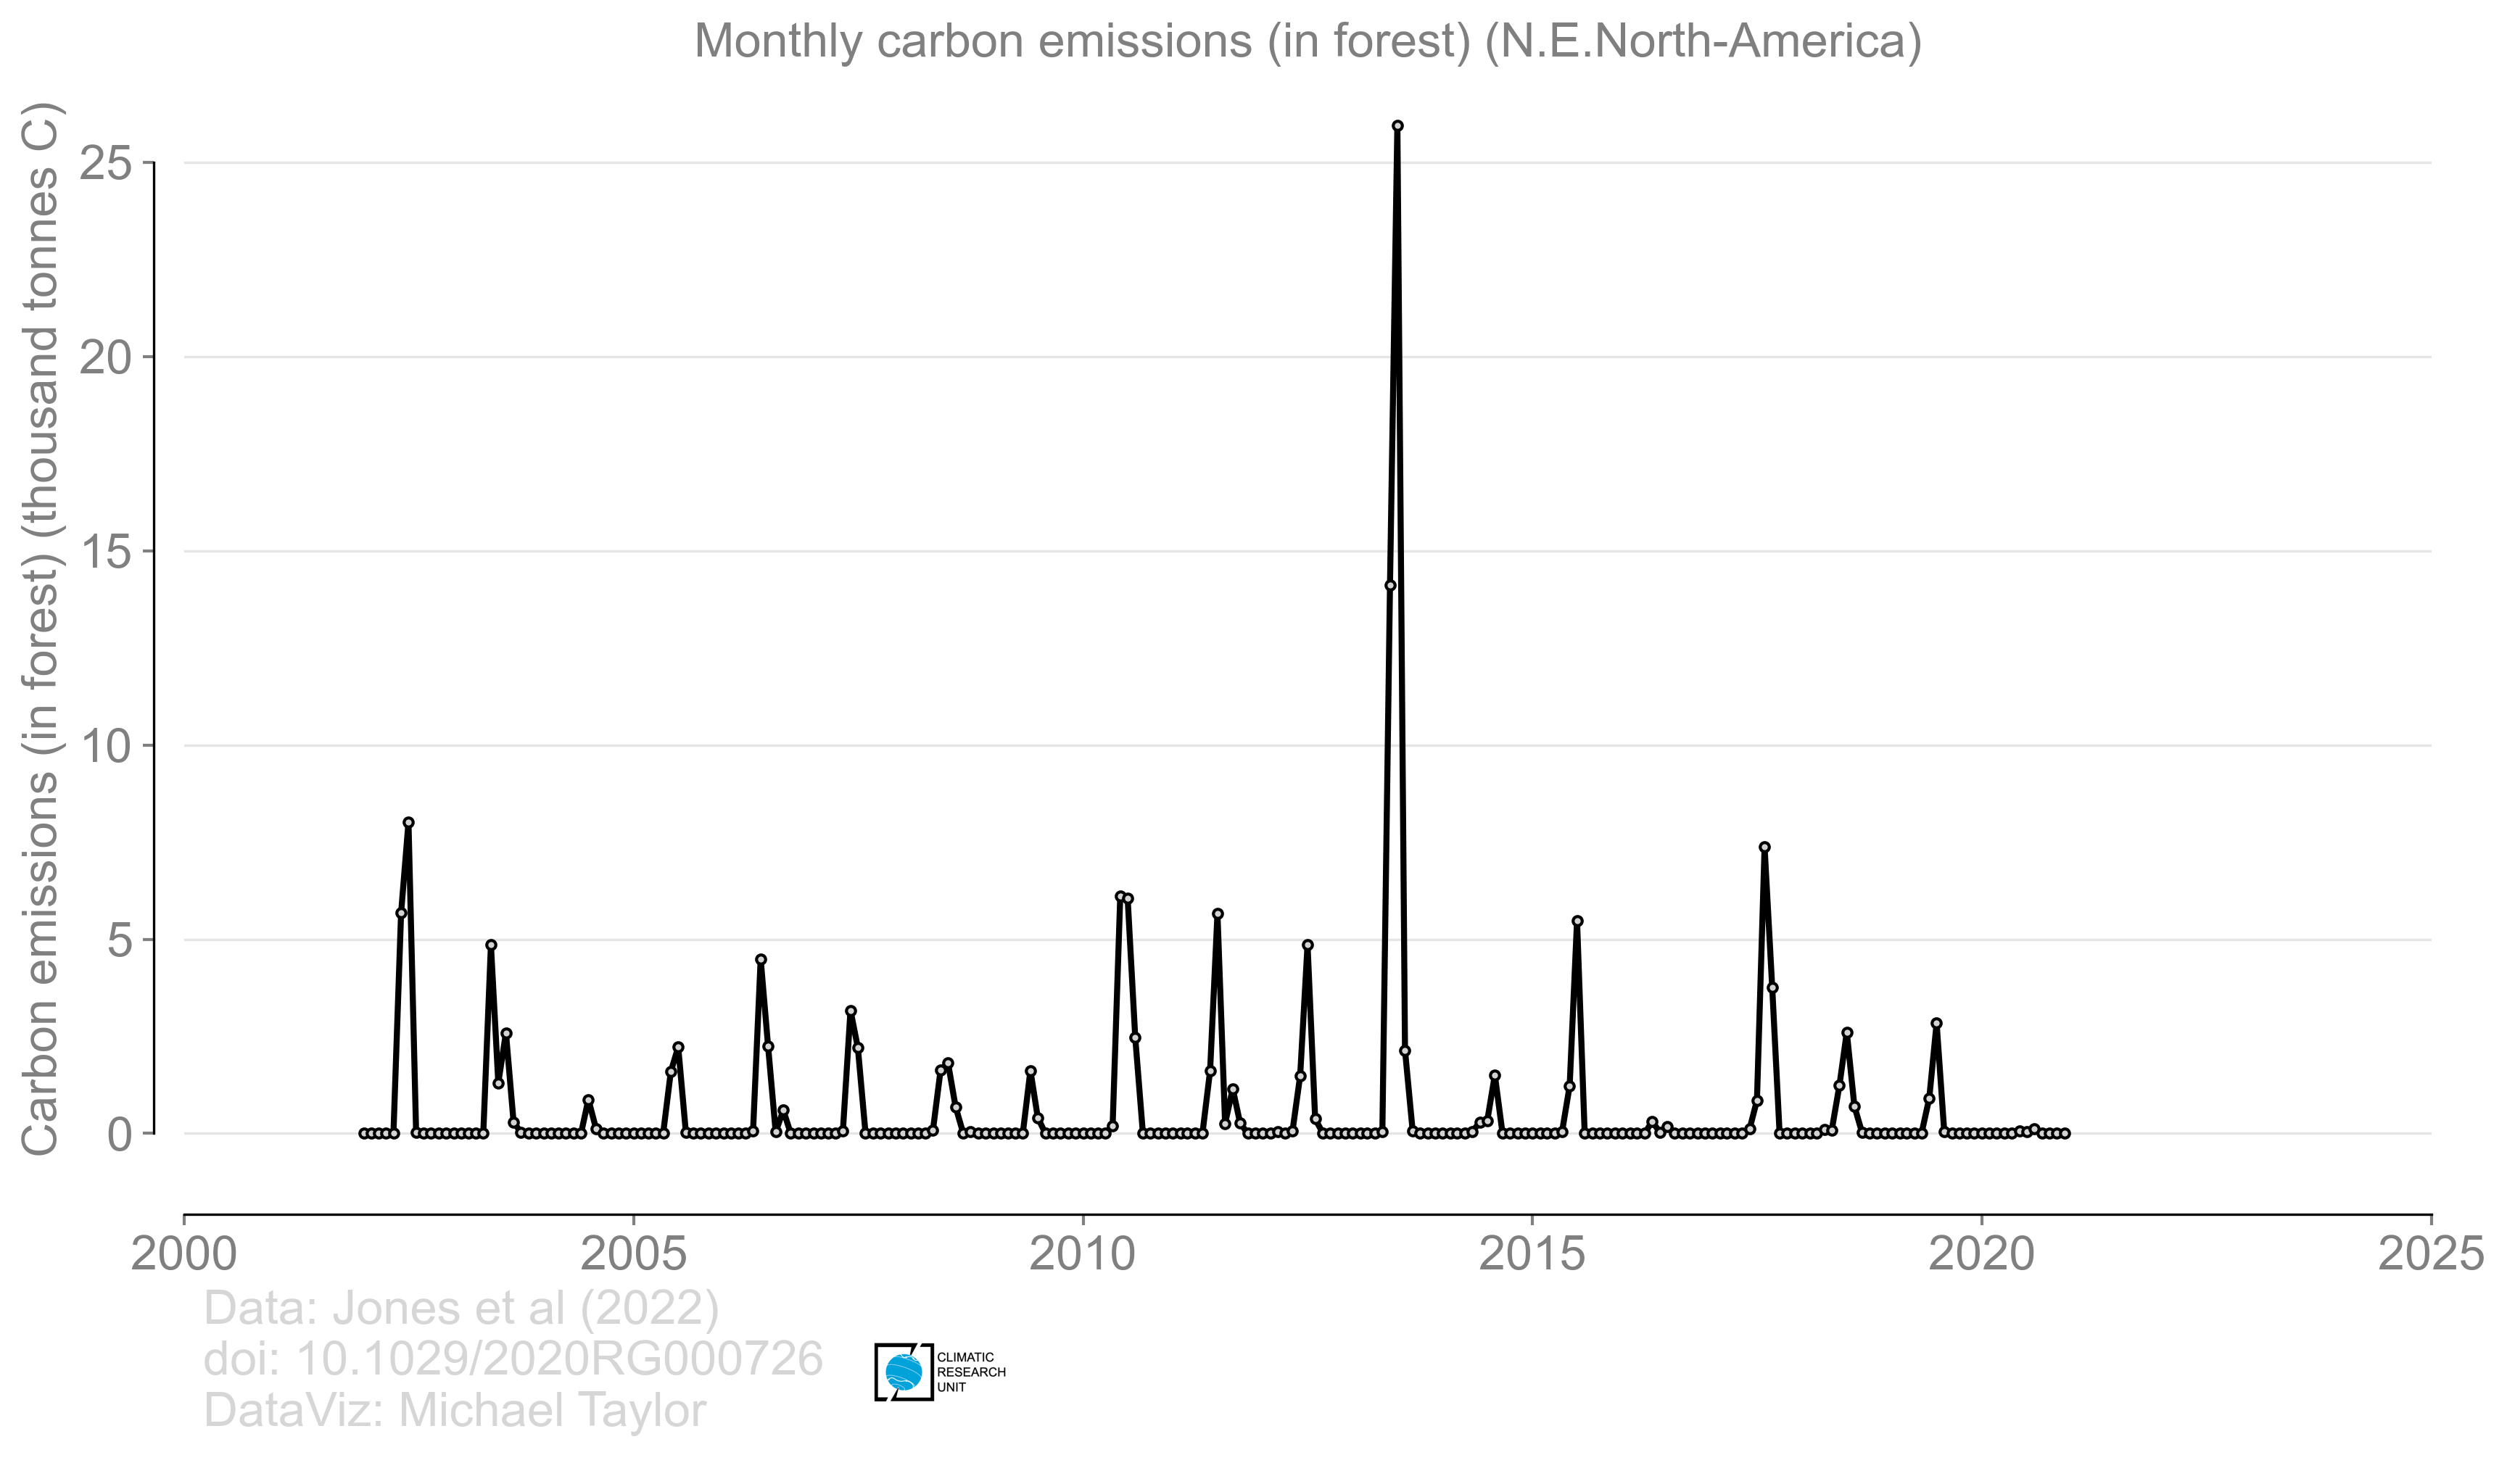 Monthly carbon emissions (in forest) (N.E.North-America)
Carbon emissions (in forest) (thousand tonnes C)
25
20
15
10
5
0
2000
2005
2010
2015
2020
2025
Data: Jones et al (2022)
doi: 10.1029/2020RG000726
DataViz: Michael Taylor
CLIMATIC
RESEARCH
UNIT